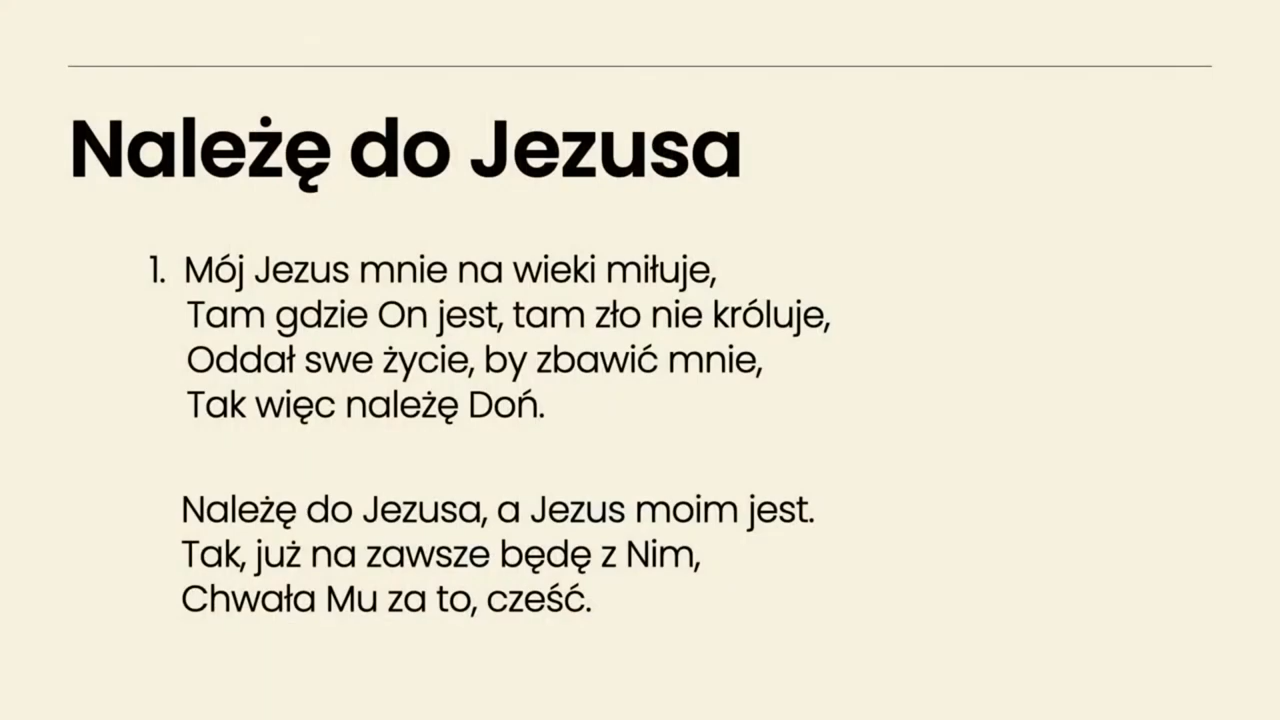 Należę do Jezusa
1. Mój Jezus mnie na wieki miłuje,
Tam gdzie On jest, tam zło nie króluje,
Oddał swe życie, by zbawić mnie,
Tak więc należę Doń.
Należę do Jezusa, a Jezus moim jest.
Tak, już na zawsze będę z Nim,
Chwała Mu za to, cześć.